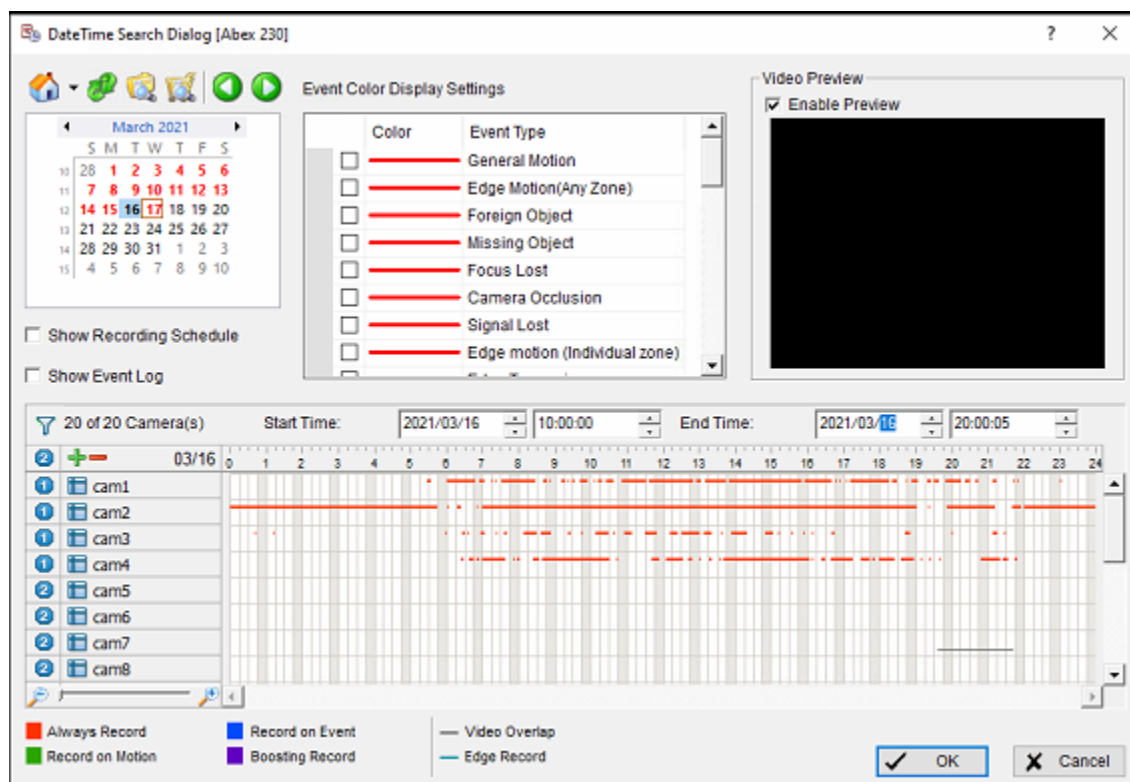 DateTime Search Dialog [Abex 230]
? X
Event Color Display Settings
Video Preview
Enable Preview
March 2021
S M T W T F S
10 28 1 2 3 4 5 6
11 7 8 9 10 11 12 13
12 14 15 16 17 18 19 20
13 21 22 23 24 25 26 27
14 28 29 30 31 1 2 3
15 4 5 6 7 8 9 10
Color Event Type
General Motion
Edge Motion(Any Zone)
Foreign Object
Missing Object
Focus Lost
Camera Occlusion
Signal Lost
Edge motion (Individual zone)
Show Recording Schedule
Show Event Log
20 of 20 Camera(s) Start Time: 2021/03/16 10:00:00 End Time: 2021/03/16 20:00:05
2 03/16 0 1 2 3 4 5 6 7 8 9 10 11 12 13 14 15 16 17 18 19 20 21 22 23 24
1 cam1
1 cam2
1 cam3
1 cam4
2 cam5
2 cam6
2 cam7
2 cam8
Always Record Record on Event Video Overlap
Record on Motion Boosting Record Edge Record
OK Cancel